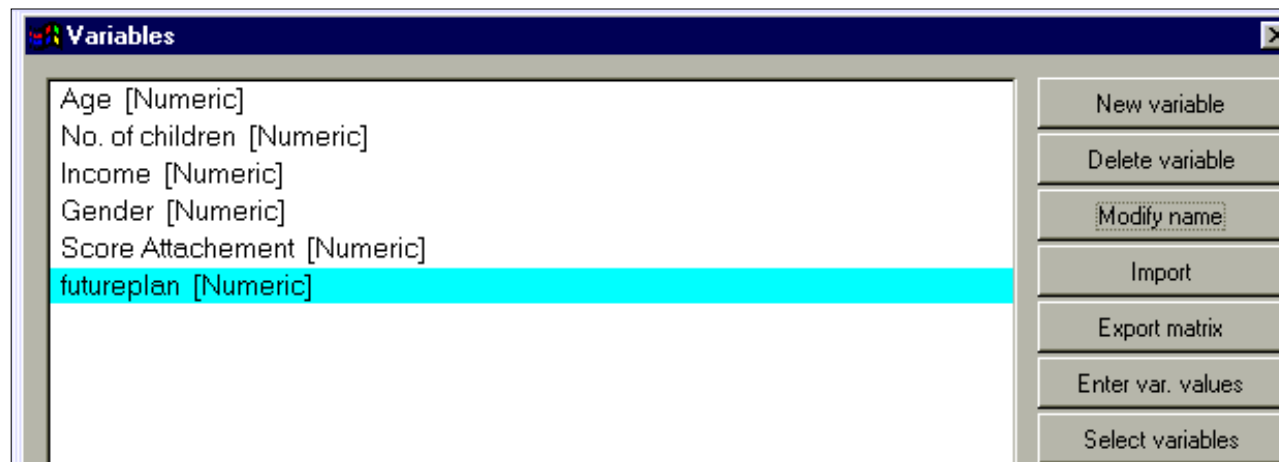 Variables
Age [Numeric]
No. of children [Numeric]
Income [Numeric]
Gender [Numeric]
Score Attachement [Numeric]
futureplan [Numeric]
New variable
Delete variable
Modify name
Import
Export matrix
Enter var. values
Select variables